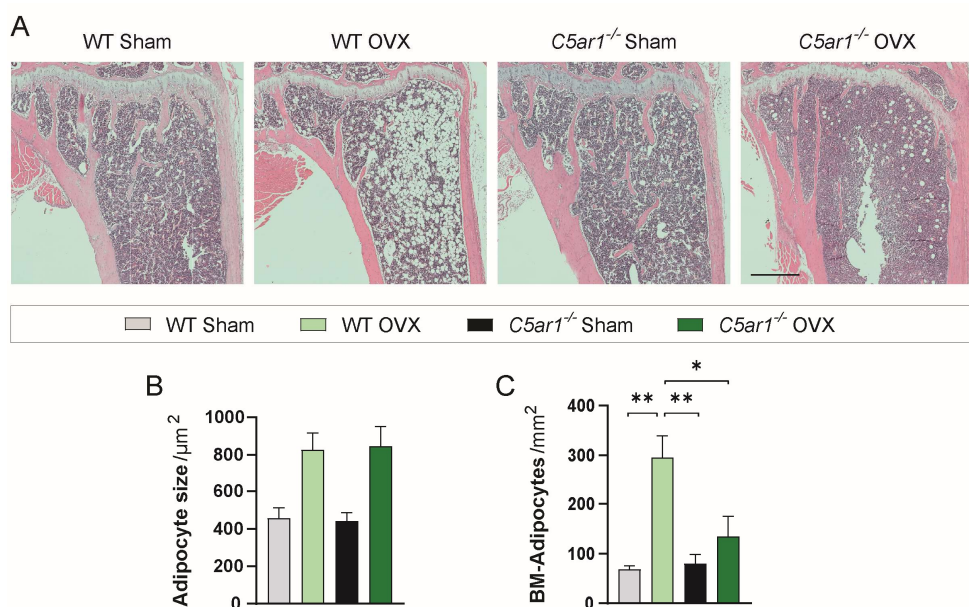 A
WT Sham
WT OVX
C5ar1-/- Sham
C5ar1-/- OVX
WT Sham
WT OVX
C5ar1-/- Sham
C5ar1-/- OVX
B
Adipocyte size /µm²
1000
800
600
400
200
0
C
BM-Adipocytes /mm²
400
300
200
100
0
*
** **